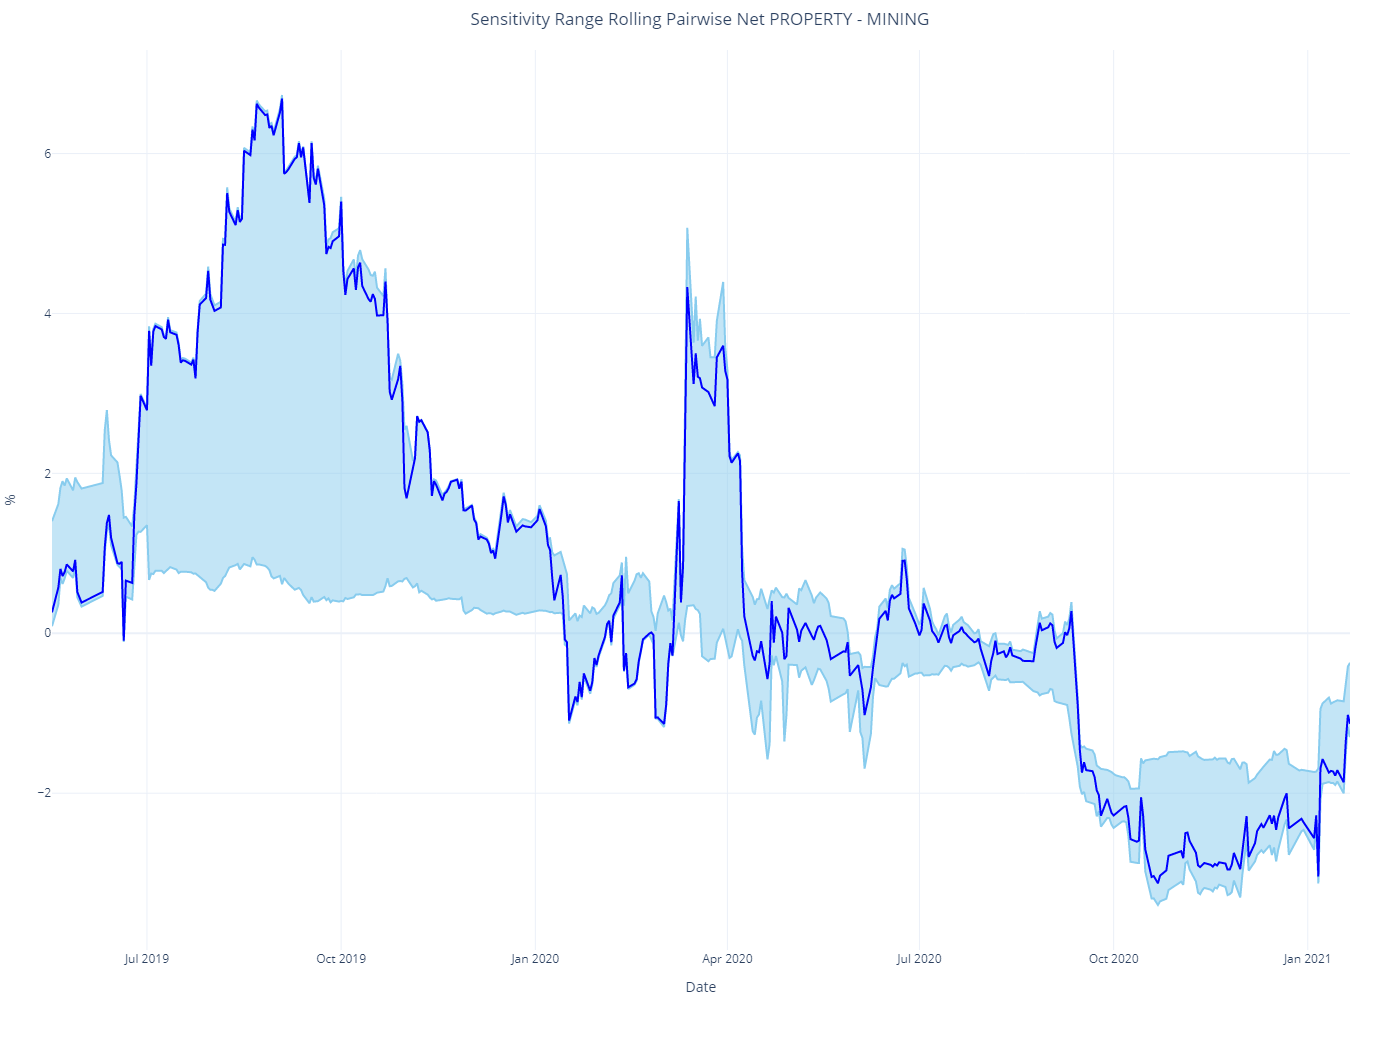 Sensitivity Range Rolling Pairwise Net PROPERTY - MINING
6
4
2
0
−2
%
Jul 2019
Oct 2019
Jan 2020
Apr 2020
Jul 2020
Oct 2020
Jan 2021
Date